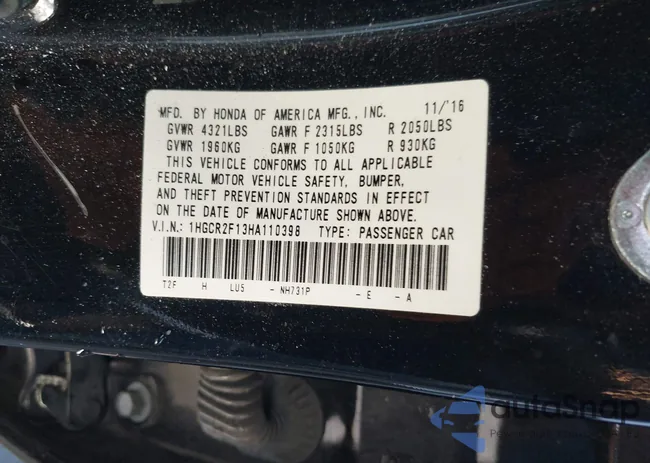 MFD. BY HONDA OF AMERICA MFG., INC. 11/'16
GVWR 4321LBS GAWR F 2315LBS R 2050LBS
GVWR 1960KG GAWR F 1050KG R 930KG
THIS VEHICLE CONFORMS TO ALL APPLICABLE
FEDERAL MOTOR VEHICLE SAFETY, BUMPER,
AND THEFT PREVENTION STANDARDS IN EFFECT
ON THE DATE OF MANUFACTURE SHOWN ABOVE.
V.I.N.: 1HGCR2F13HA110398 TYPE: PASSENGER CAR
T2F H LU5 - NH731P - E - A
autoSnap